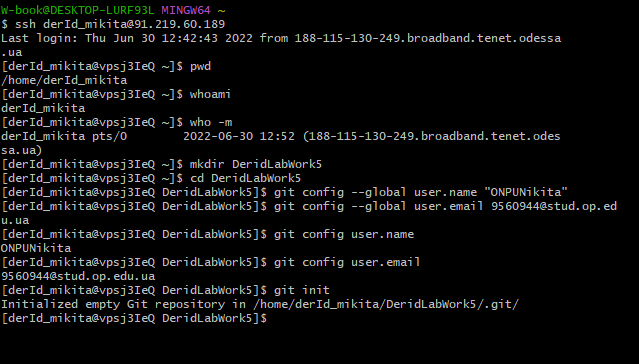 W-book@DESKTOP-LURF93L MINGW64 ~
$ ssh derId_mikita@91.219.60.189
Last login: Thu Jun 30 12:42:43 2022 from 188-115-130-249.broadband.tenet.odessa
.ua
[derId_mikita@vpsj3IeQ ~]$ pwd
/home/derId_mikita
[derId_mikita@vpsj3IeQ ~]$ whoami
derId_mikita
[derId_mikita@vpsj3IeQ ~]$ who -m
derId_mikita pts/0        2022-06-30 12:52 (188-115-130-249.broadband.tenet.odes
sa.ua)
[derId_mikita@vpsj3IeQ ~]$ mkdir DeridLabWork5
[derId_mikita@vpsj3IeQ ~]$ cd DeridLabWork5
[derId_mikita@vpsj3IeQ DeridLabWork5]$ git config --global user.name "ONPUNikita"
[derId_mikita@vpsj3IeQ DeridLabWork5]$ git config --global user.email 9560944@stud.op.ed
u.ua
[derId_mikita@vpsj3IeQ DeridLabWork5]$ git config user.name
ONPUNikita
[derId_mikita@vpsj3IeQ DeridLabWork5]$ git config user.email
9560944@stud.op.edu.ua
[derId_mikita@vpsj3IeQ DeridLabWork5]$ git init
Initialized empty Git repository in /home/derId_mikita/DeridLabWork5/.git/
[derId_mikita@vpsj3IeQ DeridLabWork5]$